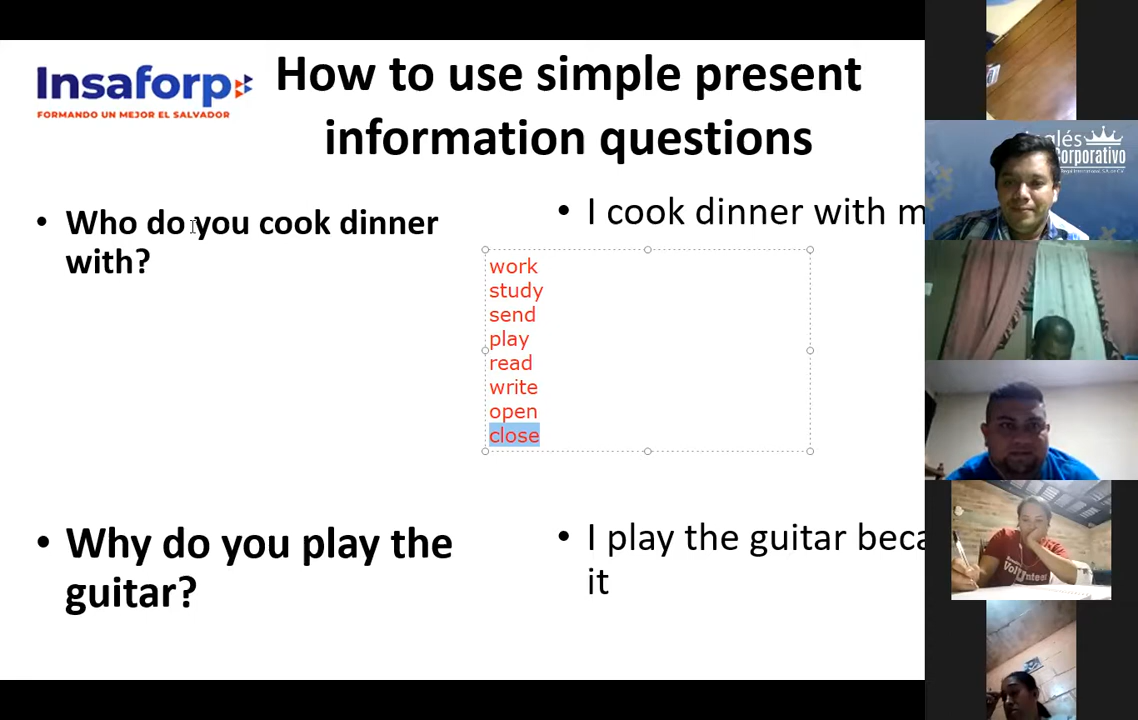 Insaforp
FORMANDO UN MEJOR EL SALVADOR
How to use simple present
information questions
• Who do you cook dinner
with?
• I cook dinner with m
work
study
send
play
read
write
open
close
• Why do you play the
guitar?
• I play the guitar beca
it
Inglés
Corporativo
Volunteer